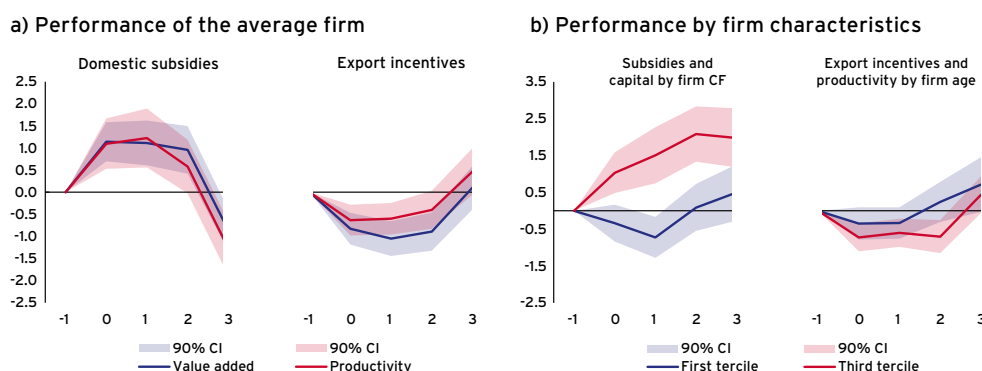 a) Performance of the average firm
Domestic subsidies
Export incentives
2.5
2.0
1.5
1.0
0.5
0.0
-0.5
-1.0
-1.5
-2.0
-2.5
-1 0 1 2 3
-1 0 1 2 3
90% CI
90% CI
Value added
Productivity
b) Performance by firm characteristics
Subsidies and
capital by firm CF
Export incentives and
productivity by firm age
3.5
2.5
1.5
0.5
-0.5
-1.5
-2.5
-1 0 1 2 3
-1 0 1 2 3
90% CI
90% CI
First tercile
Third tercile